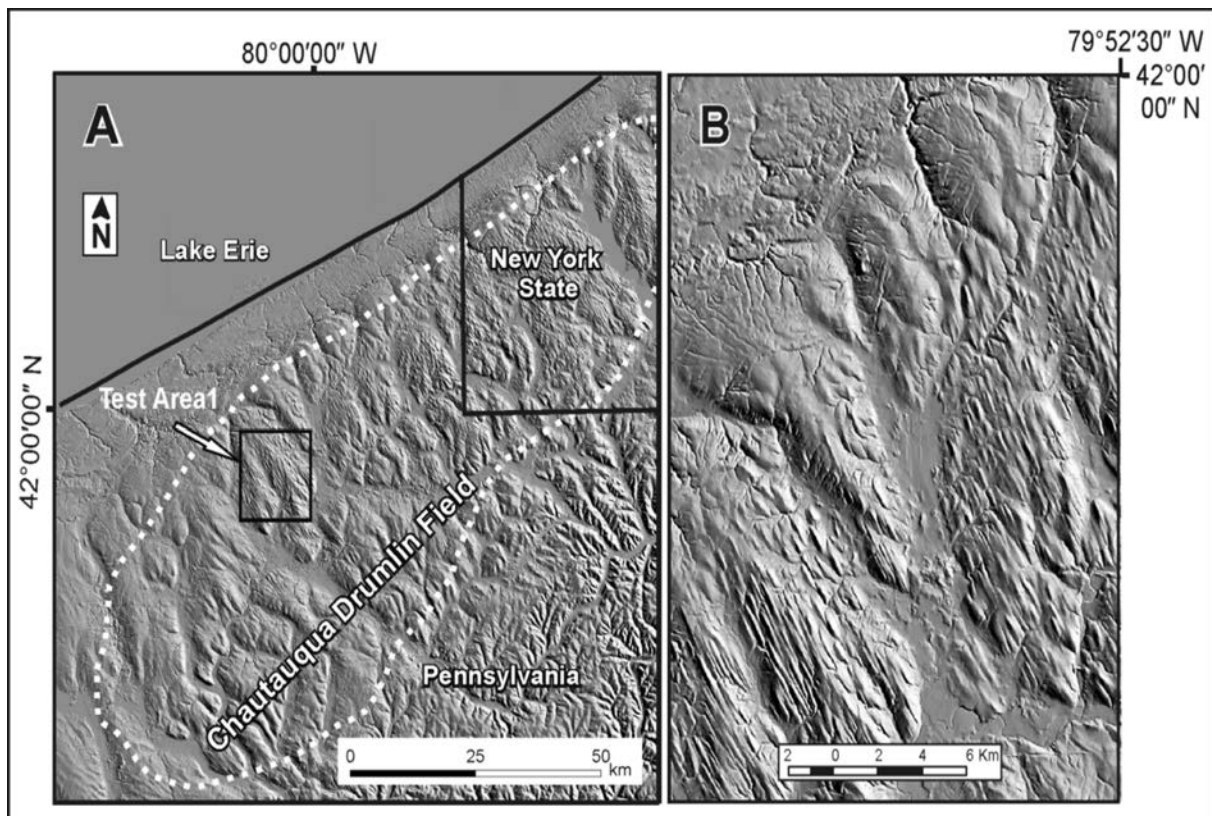 80°00′00″ W
79°52′30″ W
42°00′
00″ N
A
B
N
Lake Erie
New York
State
Test Area1
42°00′00″ N
Chautauqua Drumlin Field
Pennsylvania
0 25 50
km
2 0 2 4 6 Km